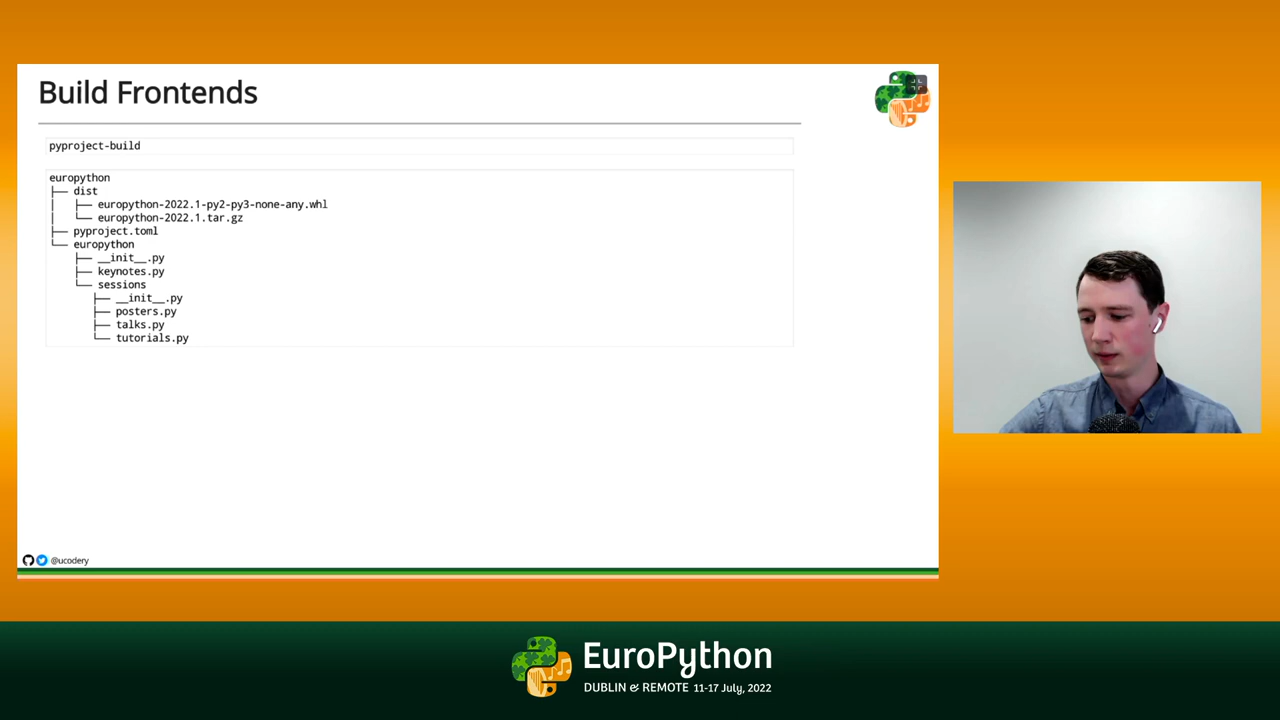 Build Frontends
pyproject-build
europython
├── dist
│   ├── europython-2022.1-py2-py3-none-any.whl
│   └── europython-2022.1.tar.gz
├── pyproject.toml
└── europython
    ├── __init__.py
    ├── keynotes.py
    └── sessions
        ├── __init__.py
        ├── posters.py
        ├── talks.py
        └── tutorials.py
@ucodery
EuroPython
DUBLIN & REMOTE 11-17 July, 2022